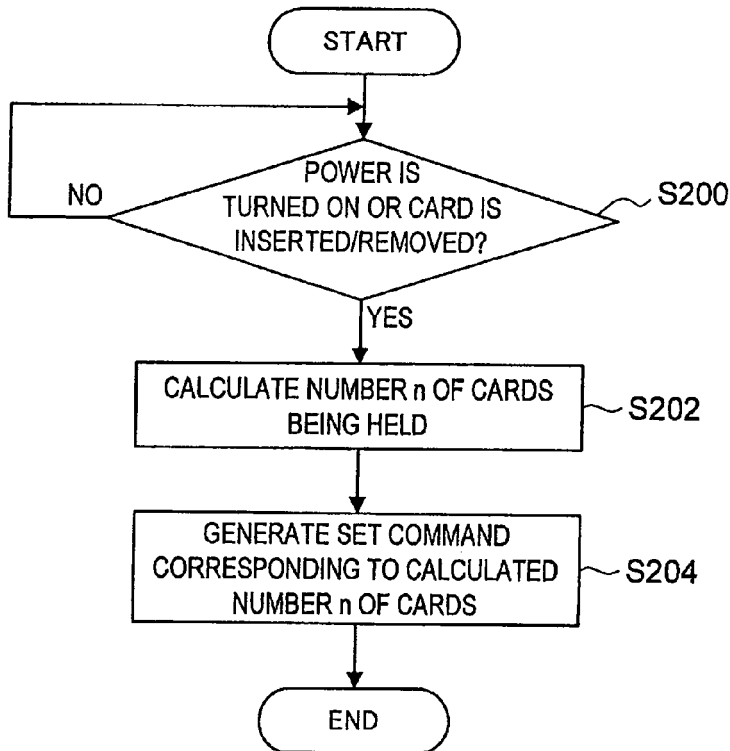 START
POWER IS
TURNED ON OR CARD IS
INSERTED/REMOVED?
NO
S200
YES
CALCULATE NUMBER n OF CARDS
BEING HELD
S202
GENERATE SET COMMAND
CORRESPONDING TO CALCULATED
NUMBER n OF CARDS
S204
END